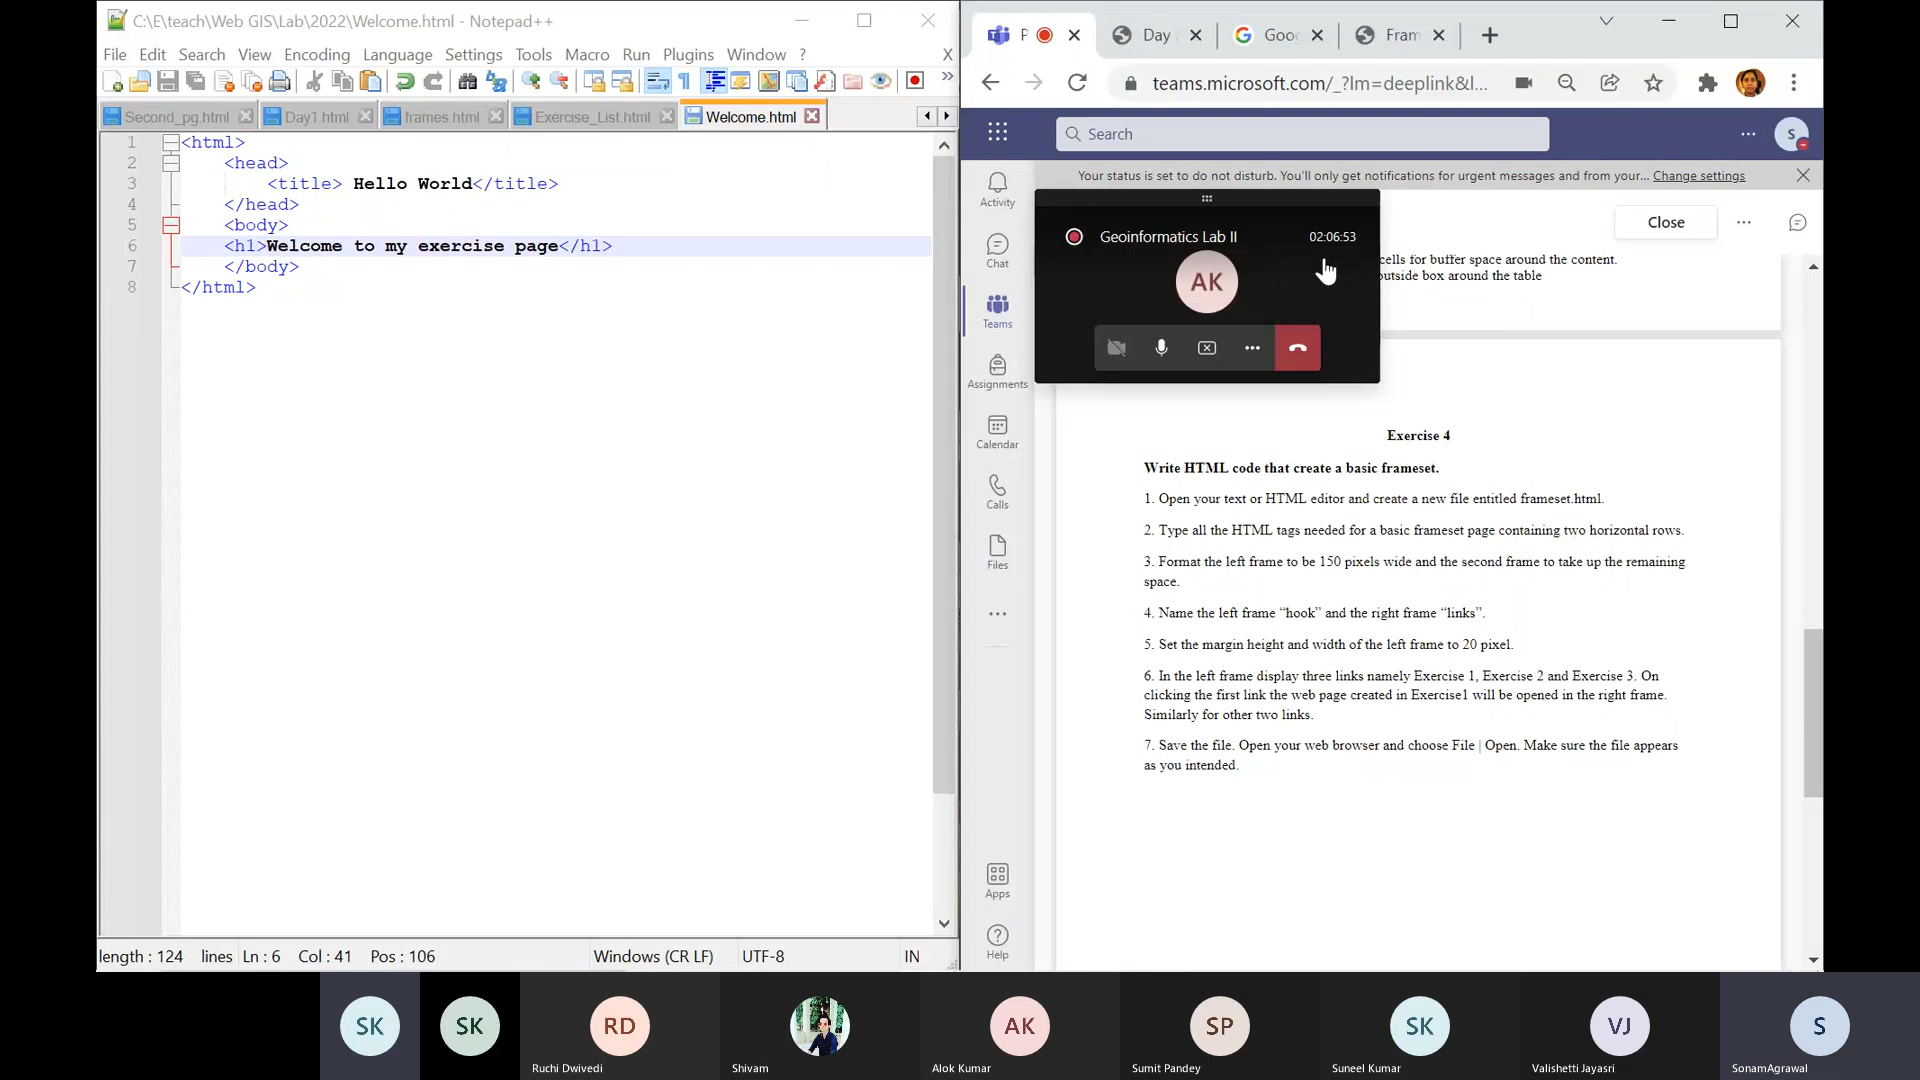 C:\E\teach\Web GIS\Lab\2022\Welcome.html - Notepad++
File Edit Search View Encoding Language Settings Tools Macro Run Plugins Window ? X
Second_pg.html Day1.html frames.html Exercise_List.html Welcome.html
1 <html>
2 <head>
3 <title> Hello World</title>
4 </head>
5 <body>
6 <h1>Welcome to my exercise page</h1>
7 </body>
8 </html>
length : 124 lines Ln : 6 Col : 41 Pos : 106 Windows (CR LF) UTF-8 IN
P Day Goo Fram
teams.microsoft.com/_?lm=deeplink&l...
Search
S
Your status is set to do not disturb. You'll only get notifications for urgent messages and from your... Change settings
Activity
Chat
Teams
Assignments
Calendar
Calls
Files
Apps
Help
Geoinformatics Lab II 02:06:53
AK
Close
cells for buffer space around the content.
outside box around the table
Exercise 4
Write HTML code that create a basic frameset.
1. Open your text or HTML editor and create a new file entitled frameset.html.
2. Type all the HTML tags needed for a basic frameset page containing two horizontal rows.
3. Format the left frame to be 150 pixels wide and the second frame to take up the remaining
space.
4. Name the left frame “hook” and the right frame “links”.
5. Set the margin height and width of the left frame to 20 pixel.
6. In the left frame display three links namely Exercise 1, Exercise 2 and Exercise 3. On
clicking the first link the web page created in Exercise1 will be opened in the right frame.
Similarly for other two links.
7. Save the file. Open your web browser and choose File | Open. Make sure the file appears
as you intended.
SK SK RD AK SP SK VJ S
Ruchi Dwivedi Shivam Alok Kumar Sumit Pandey Suneel Kumar Valishetti Jayasri SonamAgrawal